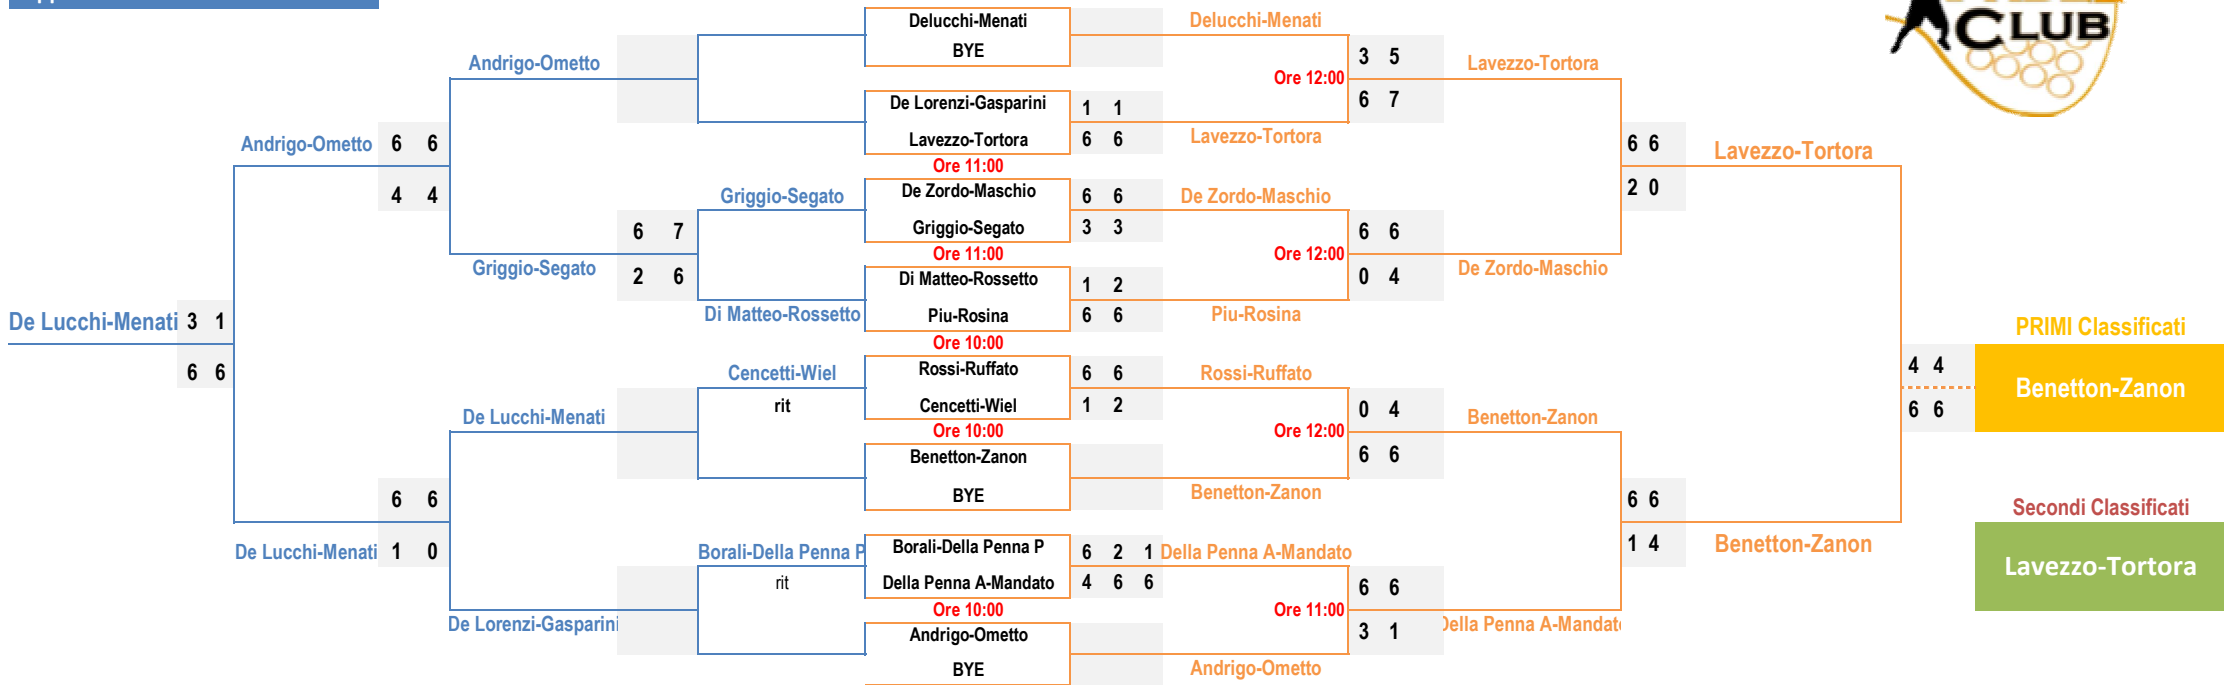 CLUB
Delucchi-Menati
Delucchi-Menati
BYE
3 5
Andrigo-Ometto
Lavezzo-Tortora
Ore 12:00
De Lorenzi-Gasparini
1 1
6 7
Andrigo-Ometto
6 6
Lavezzo-Tortora
6 6
Lavezzo-Tortora
6 6
Lavezzo-Tortora
Ore 11:00
4 4
Griggio-Segato
De Zordo-Maschio
6 6
De Zordo-Maschio
2 0
6 7
Griggio-Segato
3 3
6 6
Ore 11:00
Ore 12:00
Griggio-Segato
2 6
Di Matteo-Rossetto
1 2
0 4
De Zordo-Maschio
De Lucchi-Menati
3 1
Di Matteo-Rossetto
Piu-Rosina
6 6
Piu-Rosina
PRIMI Classificati
Ore 10:00
6 6
Cencetti-Wiel
Rossi-Ruffato
6 6
Rossi-Ruffato
4 4
Benetton-Zanon
rit
Cencetti-Wiel
1 2
0 4
6 6
De Lucchi-Menati
Ore 10:00
Ore 12:00
Benetton-Zanon
Benetton-Zanon
6 6
6 6
BYE
Benetton-Zanon
6 6
Secondi Classificati
De Lucchi-Menati
1 0
Borali-Della Penna P
Borali-Della Penna P
6 2 1
Della Penna A-Mandato
1 4
Benetton-Zanon
Lavezzo-Tortora
rit
Della Penna A-Mandato
4 6 6
6 6
Ore 10:00
Ore 11:00
De Lorenzi-Gasparini
Andrigo-Ometto
3 1
Della Penna A-Mandat
BYE
Andrigo-Ometto